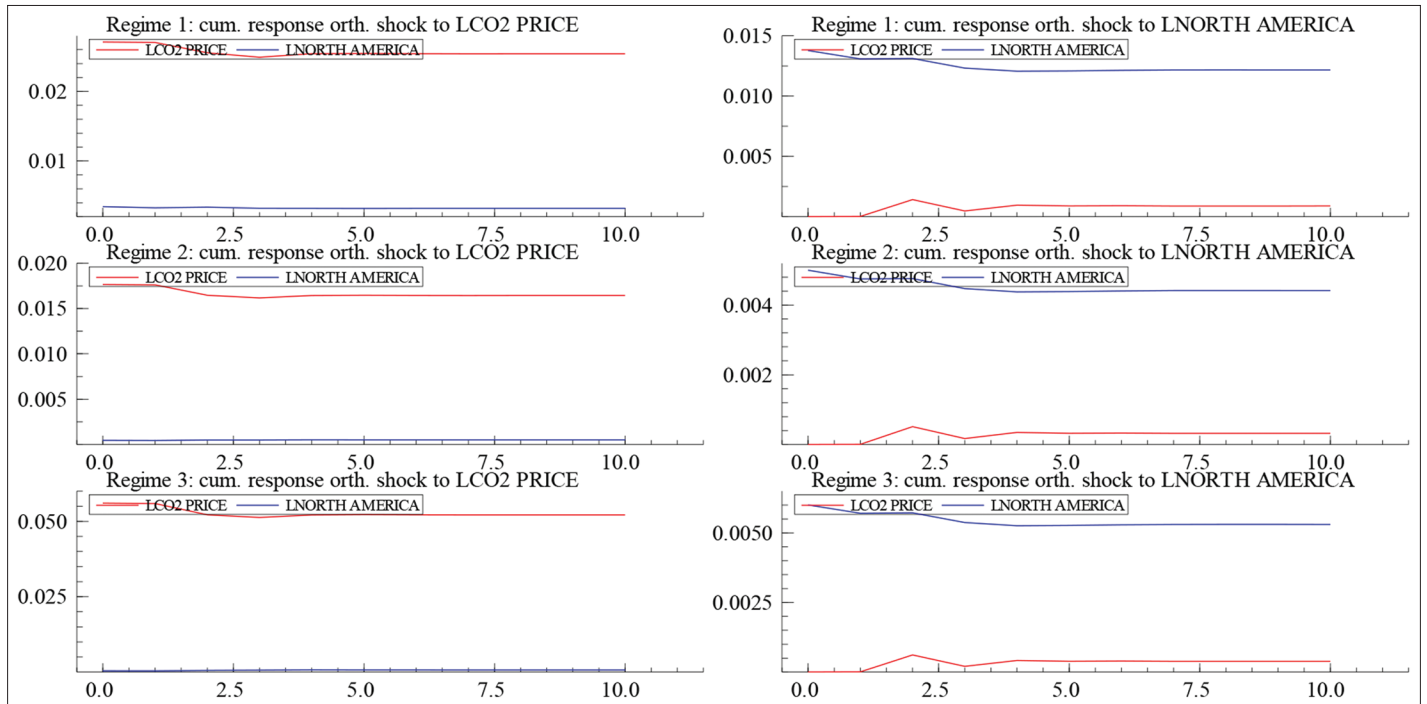 Regime 1: cum. response orth. shock to LCO2 PRICE
LCO2 PRICE LNORTH AMERICA
0.02
0.01
0.0 2.5 5.0 7.5 10.0
Regime 1: cum. response orth. shock to LNORTH AMERICA
LCO2 PRICE LNORTH AMERICA
0.015
0.010
0.005
0.0 2.5 5.0 7.5 10.0
Regime 2: cum. response orth. shock to LCO2 PRICE
LCO2 PRICE LNORTH AMERICA
0.020
0.015
0.010
0.005
0.0 2.5 5.0 7.5 10.0
Regime 2: cum. response orth. shock to LNORTH AMERICA
LCO2 PRICE LNORTH AMERICA
0.004
0.002
0.0 2.5 5.0 7.5 10.0
Regime 3: cum. response orth. shock to LCO2 PRICE
LCO2 PRICE LNORTH AMERICA
0.050
0.025
0.0 2.5 5.0 7.5 10.0
Regime 3: cum. response orth. shock to LNORTH AMERICA
LCO2 PRICE LNORTH AMERICA
0.0050
0.0025
0.0 2.5 5.0 7.5 10.0